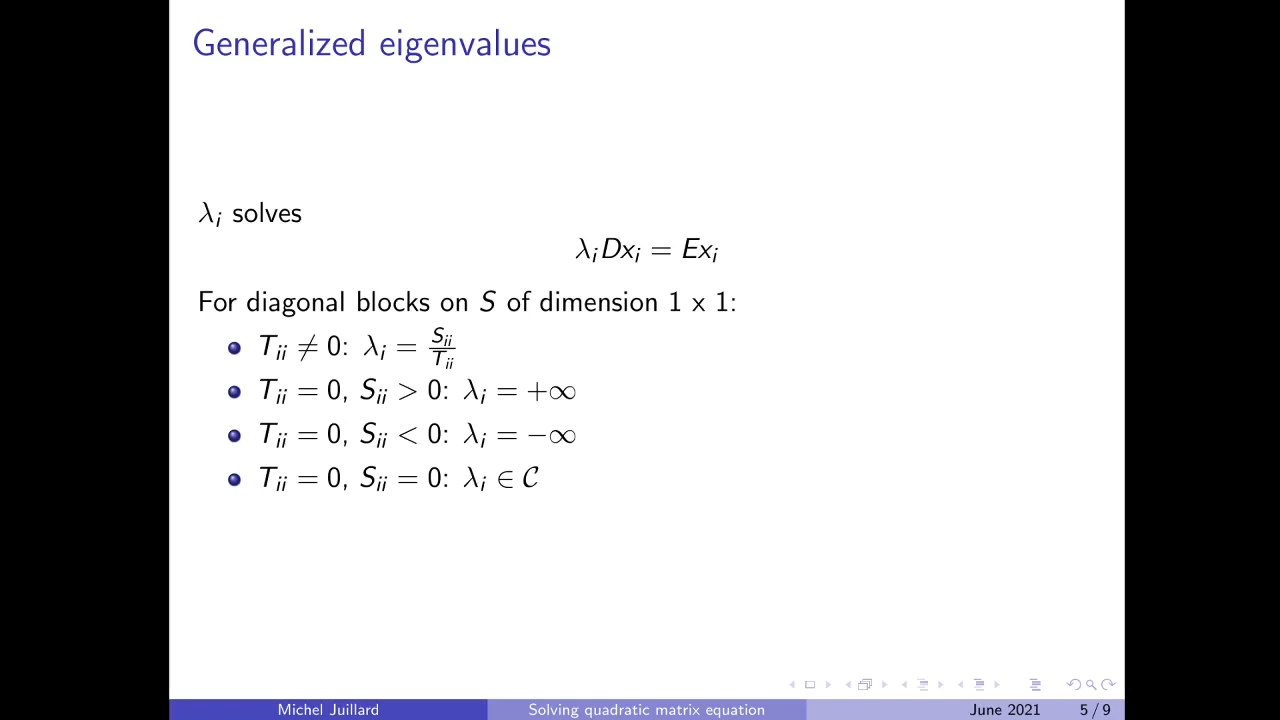 Generalized eigenvalues
λᵢ solves
λᵢDxᵢ = Exᵢ
For diagonal blocks on S of dimension 1 x 1:
Tᵢᵢ ≠ 0: λᵢ = Sᵢᵢ/Tᵢᵢ
Tᵢᵢ = 0, Sᵢᵢ > 0: λᵢ = +∞
Tᵢᵢ = 0, Sᵢᵢ < 0: λᵢ = −∞
Tᵢᵢ = 0, Sᵢᵢ = 0: λᵢ ∈ 𝒞
Michel Juillard Solving quadratic matrix equation June 2021 5 / 9